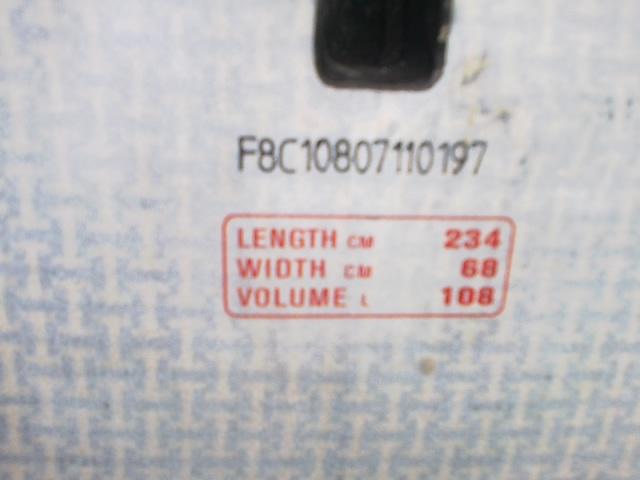 F8C10807110197
LENGTH CM 234
WIDTH CM 68
VOLUME L 108